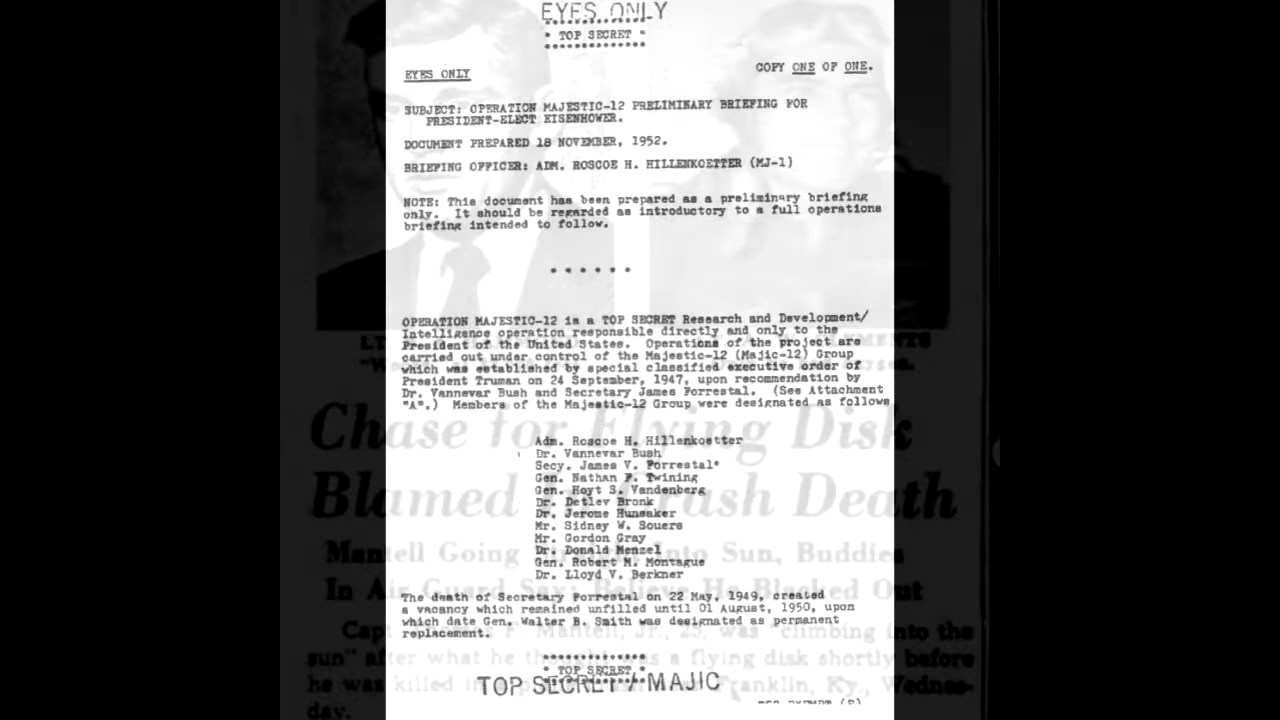 EYES ONLY
TOP SECRET
EYES ONLY
COPY ONE OF ONE.
SUBJECT: OPERATION MAJESTIC-12 PRELIMINARY BRIEFING FOR
PRESIDENT-ELECT EISENHOWER.
DOCUMENT PREPARED 18 NOVEMBER, 1952.
BRIEFING OFFICER: ADM. ROSCOE H. HILLENKOETTER (MJ-1)
NOTE: This document has been prepared as a preliminary briefing
only. It should be regarded as introductory to a full operations
briefing intended to follow.
* * * * * *
OPERATION MAJESTIC-12 is a TOP SECRET Research and Development/
Intelligence operation responsible directly and only to the
President of the United States. Operations of the project are
carried out under control of the Majestic-12 (Majic-12) Group
which was established by special classified executive order of
President Truman on 24 September, 1947, upon recommendation by
Dr. Vannevar Bush and Secretary James Forrestal. (See Attachment
"A".) Members of the Majestic-12 Group were designated as follows
Adm. Roscoe H. Hillenkoetter
Dr. Vannevar Bush
Secy. James V. Forrestal*
Gen. Nathan F. Twining
Gen. Hoyt S. Vandenberg
Dr. Detlev Bronk
Dr. Jerome Hunsaker
Mr. Sidney W. Souers
Mr. Gordon Gray
Dr. Donald Menzel
Gen. Robert M. Montague
Dr. Lloyd V. Berkner
The death of Secretary Forrestal on 22 May, 1949, created
a vacancy which remained unfilled until 01 August, 1950, upon
which date Gen. Walter B. Smith was designated as permanent
replacement.
TOP SECRET
TOP SECRET / MAJIC
Chase for Flying Disk
Blamed In Crash Death
Mantell Going Into Sun, Buddies
In Air Guard Say; Believe He Blacked Out
Capt. F. Mantell, Jr., 25, was "climbing into the
sun" after what he thought was a flying disk shortly before
he was killed in Franklin, Ky., Wednes-
day.